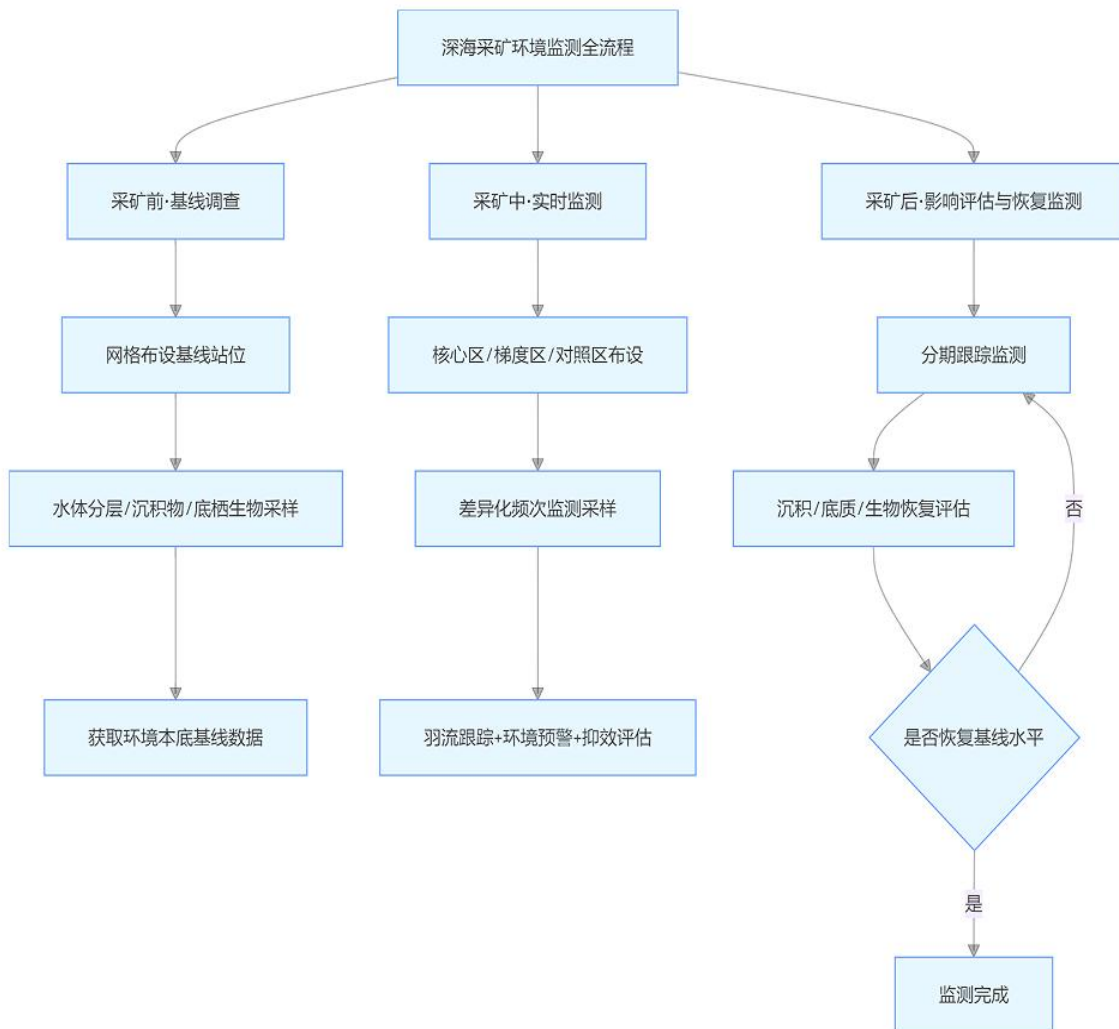 深海采矿环境监测全流程
采矿前·基线调查
采矿中·实时监测
采矿后·影响评估与恢复监测
网格布设基线站位
核心区/梯度区/对照区布设
分期跟踪监测
水体分层/沉积物/底栖生物采样
差异化频次监测采样
沉积/底质/生物恢复评估
否
获取环境本底基线数据
羽流跟踪+环境预警+抑效评估
是否恢复基线水平
是
监测完成